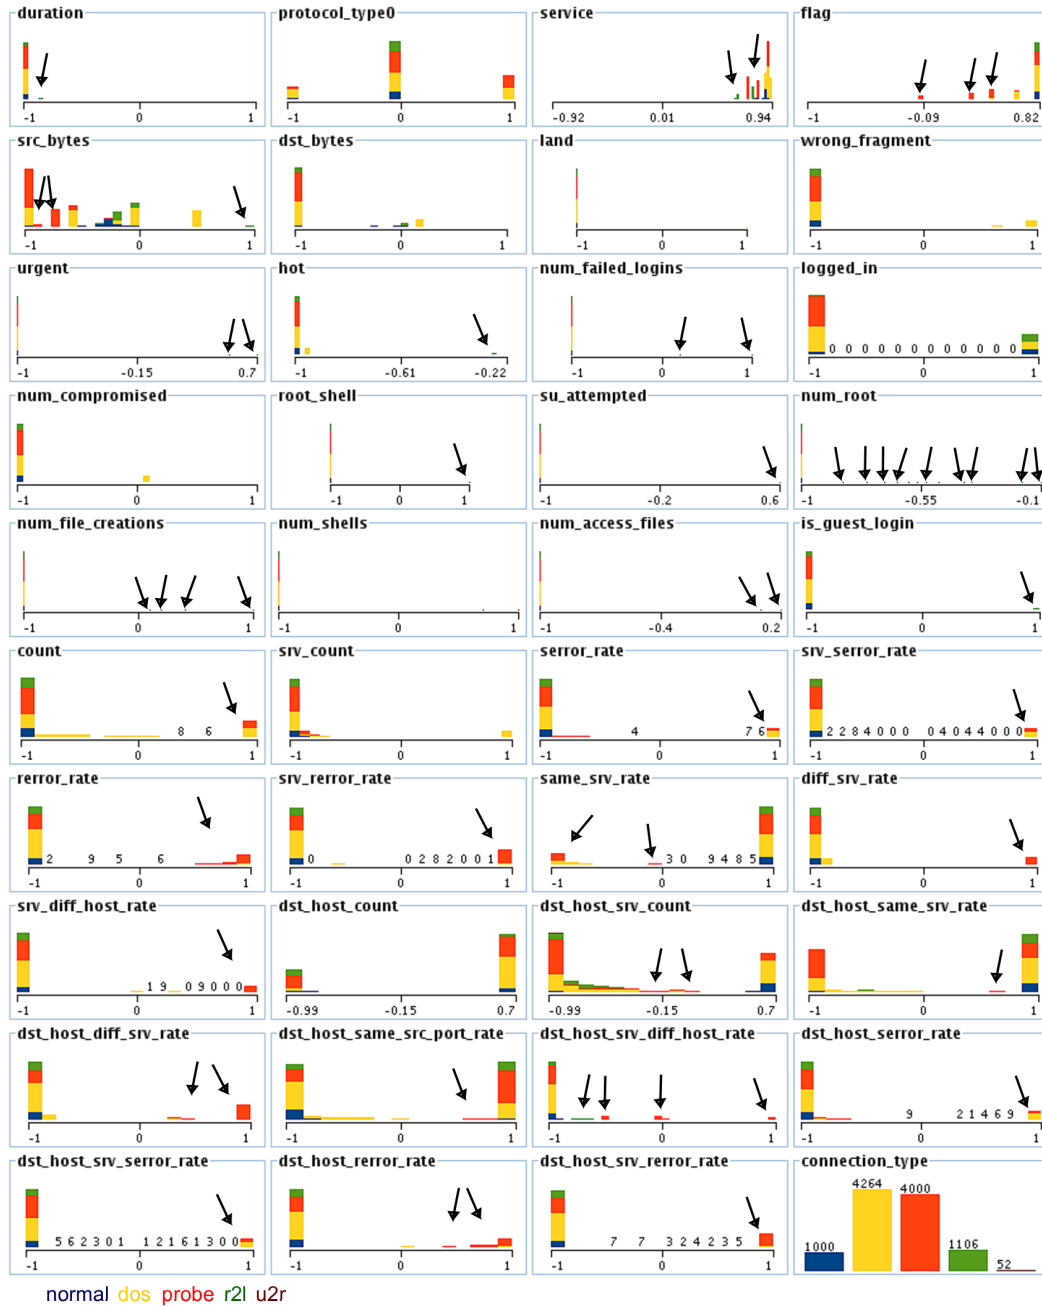 duration protocol_type0 service flag
-1 0 1 -1 0 1 -0.92 0.01 0.94 -1 -0.09 0.82
src_bytes dst_bytes land wrong_fragment
-1 0 1 -1 0 1 -1 0 1 -1 0 1
urgent hot num_failed_logins logged_in
0 0 0 0 0 0 0 0 0 0 0
-1 -0.15 0.7 -1 -0.61 -0.22 -1 0 1 -1 0 1
num_compromised root_shell su_attempted num_root
-1 0 1 -1 0 1 -1 -0.2 0.6 -1 -0.55 -0.1
num_file_creations num_shells num_access_files is_guest_login
-1 0 1 -1 0 1 -1 -0.4 0.2 -1 0 1
count srv_count serror_rate srv_serror_rate
8 6 4 7 6 2 2 8 4 0 0 0 0 4 0 4 4 0 0 0
-1 0 1 -1 0 1 -1 0 1 -1 0 1
rerror_rate srv_rerror_rate same_srv_rate diff_srv_rate
2 9 5 6 0 0 2 8 2 0 0 1 3 0 9 4 8 5
-1 0 1 -1 0 1 -1 0 1 -1 0 1
srv_diff_host_rate dst_host_count dst_host_srv_count dst_host_same_srv_rate
1 9 0 9 0 0 0
-1 0 1 -0.99 -0.15 0.7 -0.99 -0.15 0.7 -1 0 1
dst_host_diff_srv_rate dst_host_same_src_port_rate dst_host_srv_diff_host_rate dst_host_serror_rate
9 2 1 4 6 9
-1 0 1 -1 0 1 -1 0 1 -1 0 1
dst_host_srv_serror_rate dst_host_rerror_rate dst_host_srv_rerror_rate connection_type
5 6 2 3 0 1 1 2 1 6 1 3 0 0 7 7 3 2 4 2 3 5 1000 4264 4000 1106 52
-1 0 1 -1 0 1 -1 0 1
normal dos probe r2l u2r